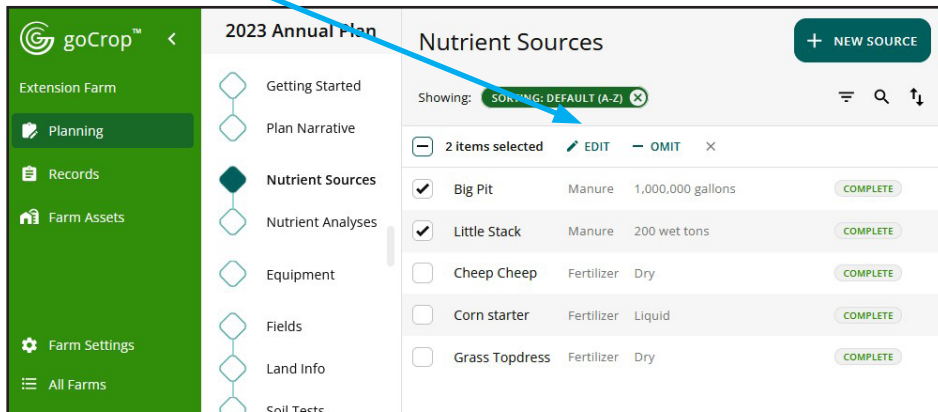 goCrop™
Extension Farm
Planning
Records
Farm Assets
Farm Settings
All Farms
2023 Annual Plan
Getting Started
Plan Narrative
Nutrient Sources
Nutrient Analyses
Equipment
Fields
Land Info
Soil Tests
Nutrient Sources
+ NEW SOURCE
Showing: SORTING: DEFAULT (A-Z)
2 items selected EDIT OMIT
Big Pit Manure 1,000,000 gallons COMPLETE
Little Stack Manure 200 wet tons COMPLETE
Cheep Cheep Fertilizer Dry COMPLETE
Corn starter Fertilizer Liquid COMPLETE
Grass Topdress Fertilizer Dry COMPLETE